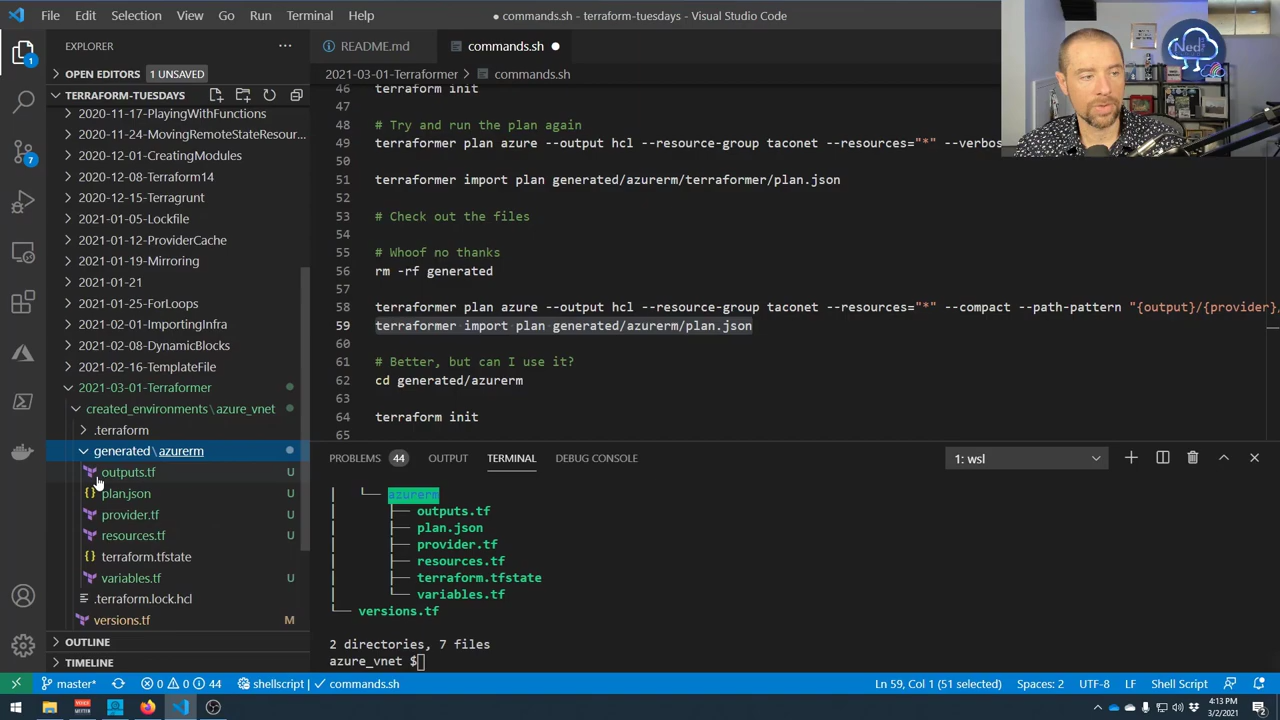 File Edit Selection View Go Run Terminal Help
● commands.sh - terraform-tuesdays - Visual Studio Code
EXPLORER
README.md
commands.sh
OPEN EDITORS 1 UNSAVED
2021-03-01-Terraformer > commands.sh
TERRAFORM-TUESDAYS
2020-11-17-PlayingWithFunctions
2020-11-24-MovingRemoteStateResour...
2020-12-01-CreatingModules
2020-12-08-Terraform14
2020-12-15-Terragrunt
2021-01-05-Lockfile
2021-01-12-ProviderCache
2021-01-19-Mirroring
2021-01-21
2021-01-25-ForLoops
2021-02-01-ImportingInfra
2021-02-08-DynamicBlocks
2021-02-16-TemplateFile
2021-03-01-Terraformer
created_environments\azure_vnet
.terraform
generated\azurerm
outputs.tf U
plan.json U
provider.tf U
resources.tf U
terraform.tfstate
variables.tf U
.terraform.lock.hcl
versions.tf M
OUTLINE
TIMELINE
1
7
46 terraform init
47
48 # Try and run the plan again
49 terraformer plan azure --output hcl --resource-group taconet --resources="*" --verbos
50
51 terraformer import plan generated/azurerm/terraformer/plan.json
52
53 # Check out the files
54
55 # Whoof no thanks
56 rm -rf generated
57
58 terraformer plan azure --output hcl --resource-group taconet --resources="*" --compact --path-pattern "{output}/{provider}
59 terraformer import plan generated/azurerm/plan.json
60
61 # Better, but can I use it?
62 cd generated/azurerm
63
64 terraform init
65
PROBLEMS 44 OUTPUT TERMINAL DEBUG CONSOLE
1: wsl
│ └── azurerm
│ ├── outputs.tf
│ ├── plan.json
│ ├── provider.tf
│ ├── resources.tf
│ ├── terraform.tfstate
│ └── variables.tf
└── versions.tf
2 directories, 7 files
azure_vnet $
master* 0 0 44 shellscript commands.sh
Ln 59, Col 1 (51 selected) Spaces: 2 UTF-8 LF Shell Script
4:13 PM
3/2/2021
2